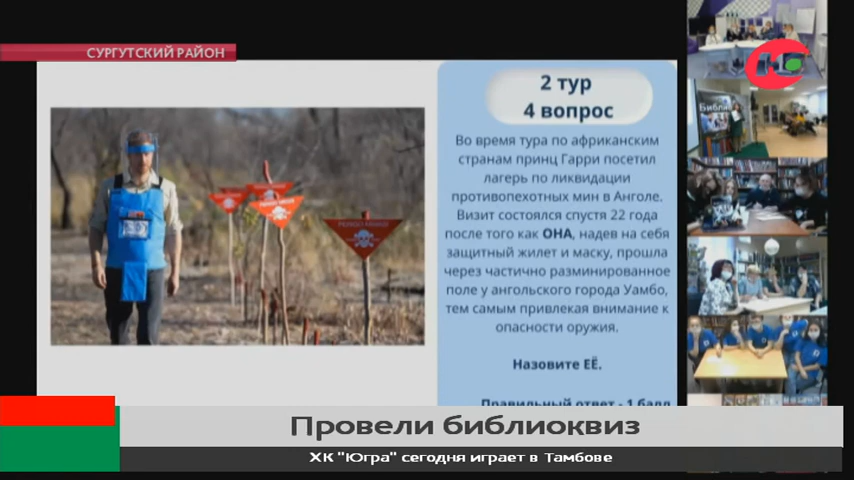 СУРГУТСКИЙ РАЙОН
2 тур
4 вопрос
Во время тура по африканским
странам принц Гарри посетил
лагерь по ликвидации
противопехотных мин в Анголе.
Визит состоялся спустя 22 года
после того как ОНА, надев на себя
защитный жилет и маску, прошла
через частично разминированное
поле у ангольского города Уамбо,
тем самым привлекая внимание к
опасности оружия.
Назовите ЕЁ.
Правильный ответ - 1 балл
Провели библиоквиз
ХК "Югра" сегодня играет в Тамбове